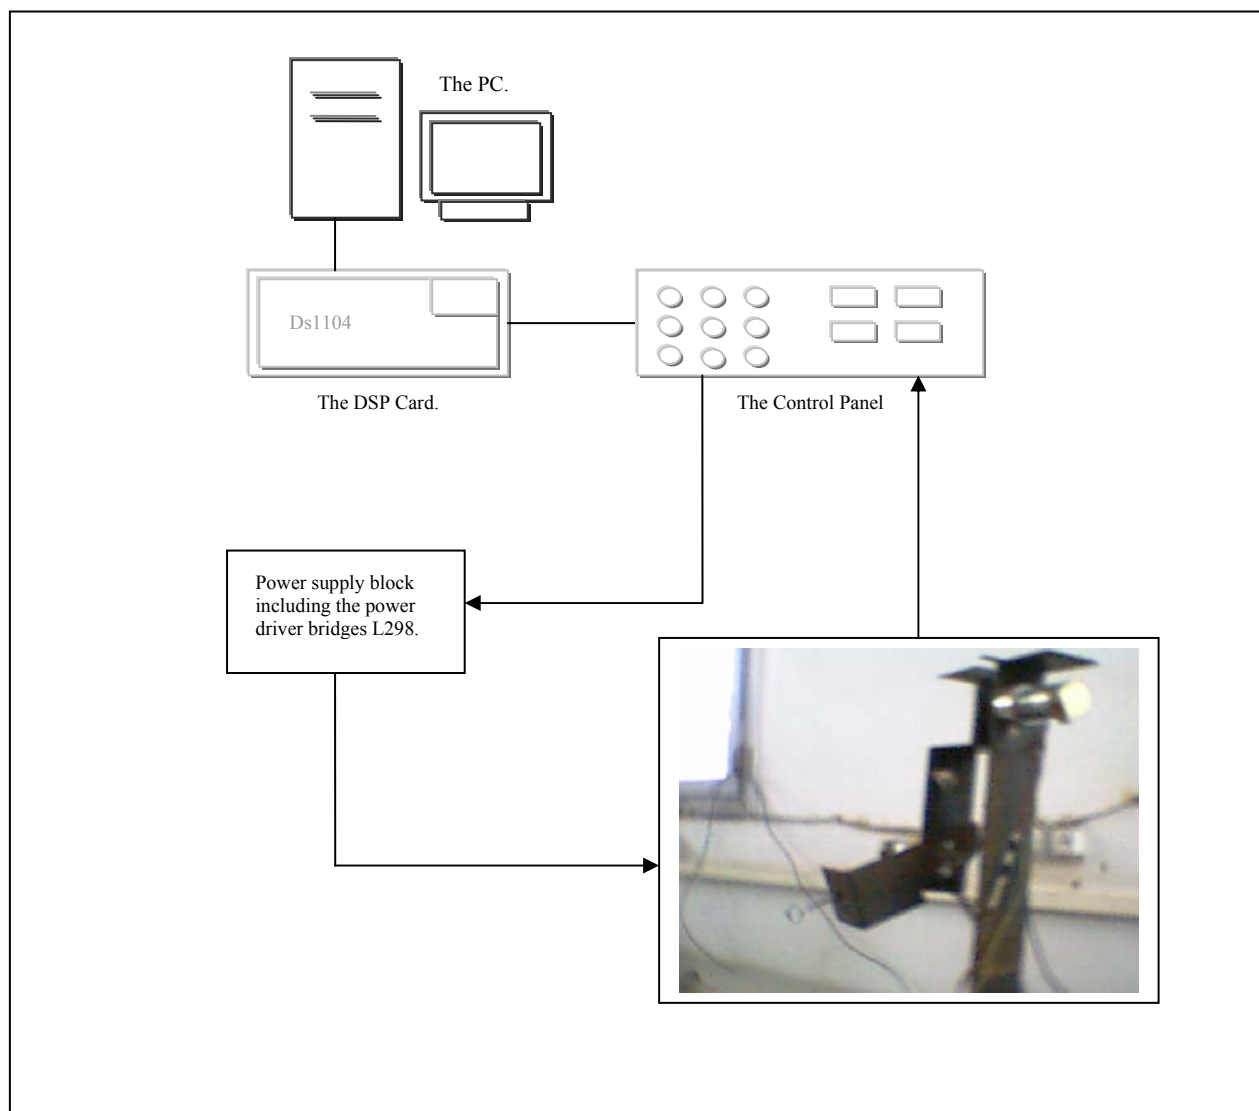 The PC.
Ds1104
The DSP Card.
The Control Panel
Power supply block
including the power
driver bridges L298.